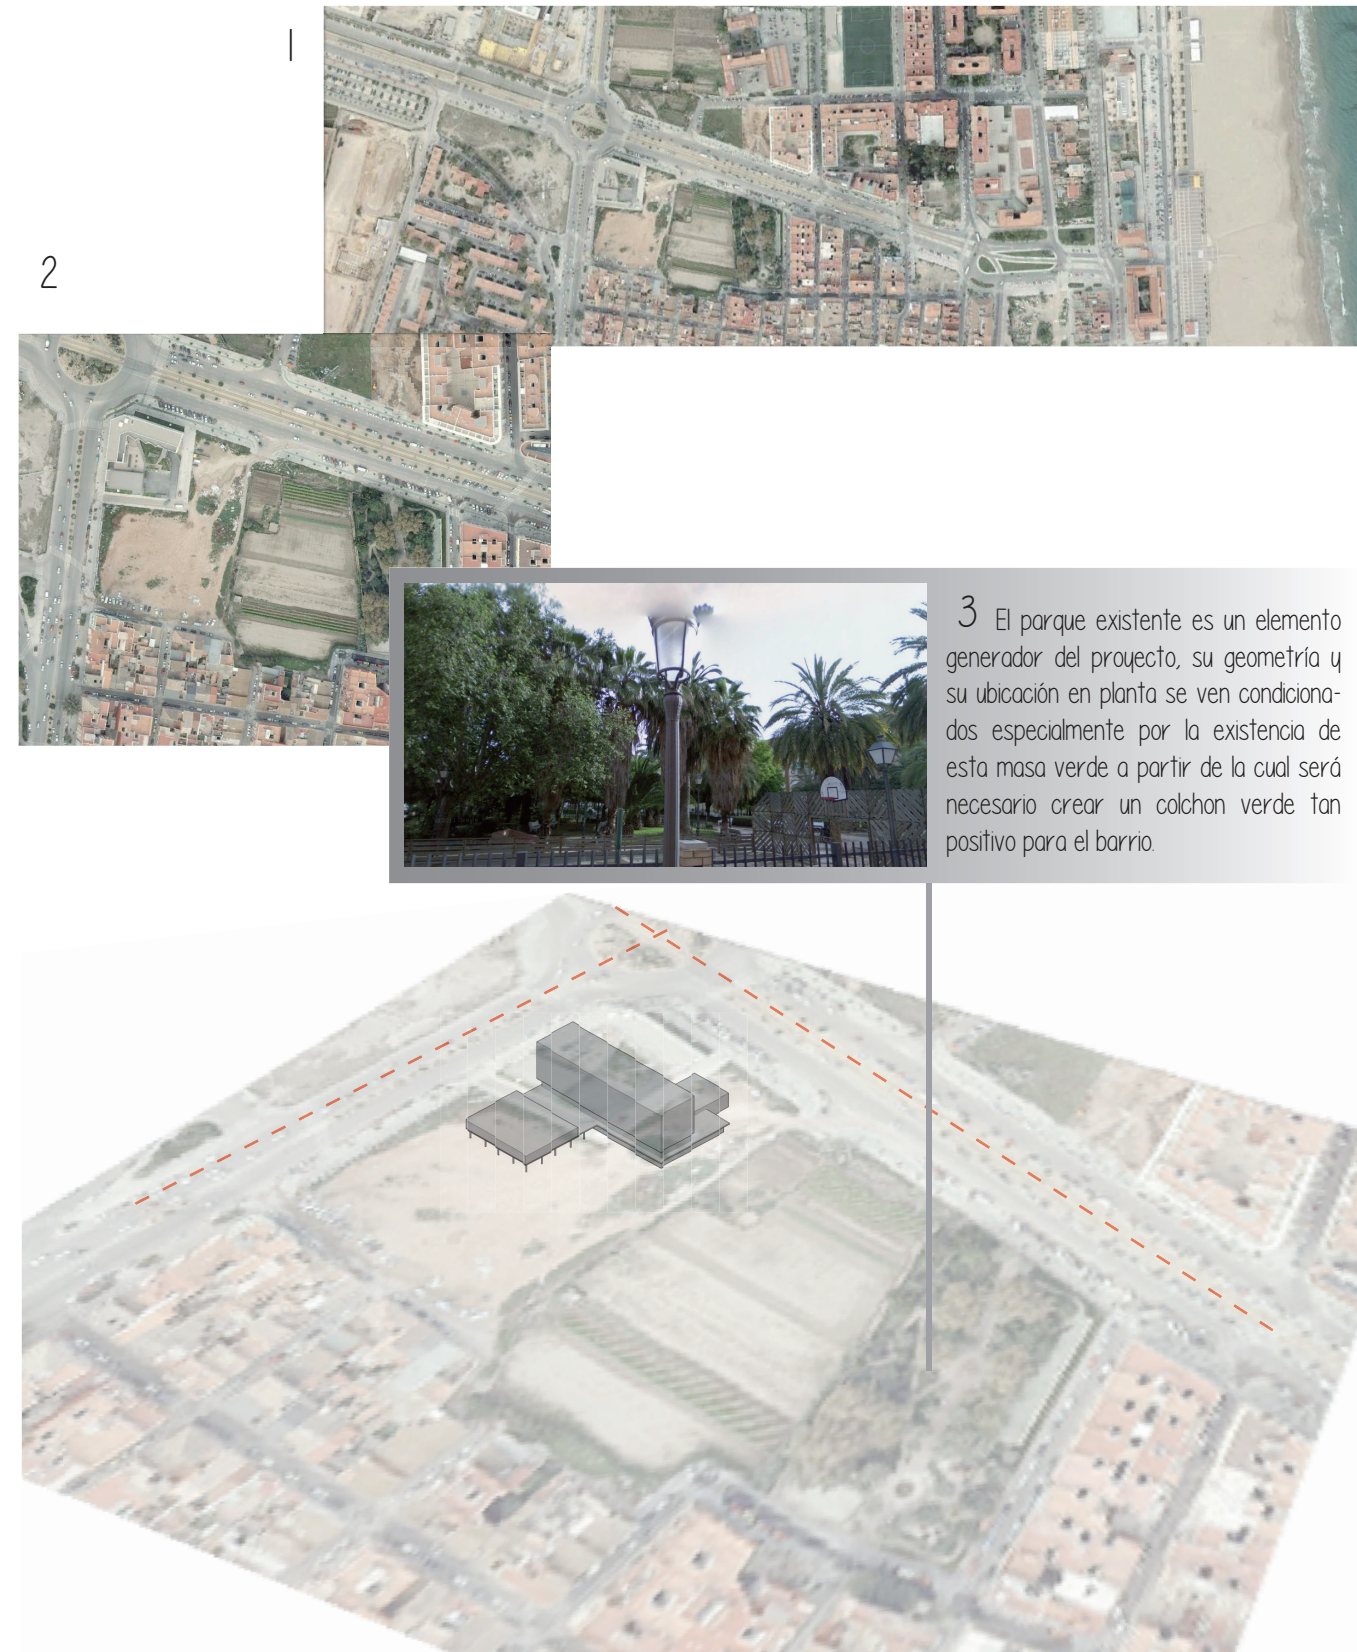 1
2
3 El parque existente es un elemento
generador del proyecto, su geometría y
su ubicación en planta se ven condiciona-
dos especialmente por la existencia de
esta masa verde a partir de la cual será
necesario crear un colchon verde tan
positivo para el barrio.